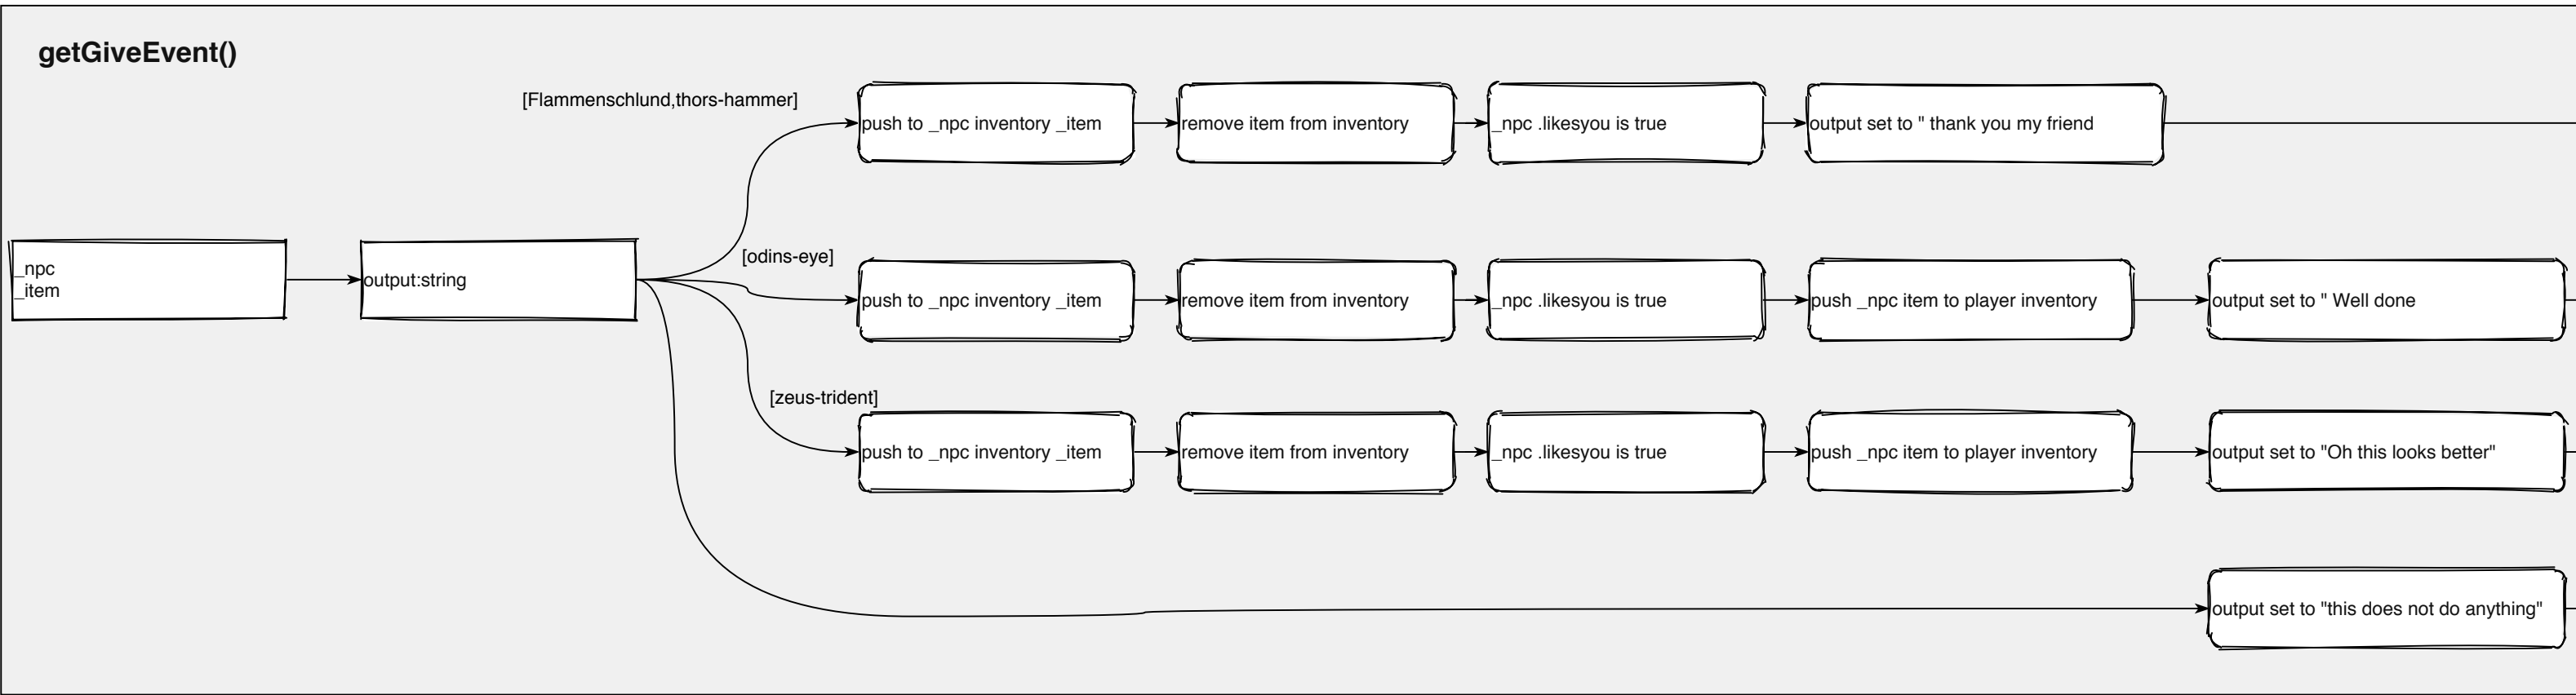 getGiveEvent()
[Flammenschlund,thors-hammer]
push to _npc inventory _item
remove item from inventory
_npc .likesyou is true
output set to " thank you my friend
_npc
_item
output:string
[odins-eye]
push to _npc inventory _item
remove item from inventory
_npc .likesyou is true
push _npc item to player inventory
output set to " Well done
[zeus-trident]
push to _npc inventory _item
remove item from inventory
_npc .likesyou is true
push _npc item to player inventory
output set to "Oh this looks better"
output set to "this does not do anything"